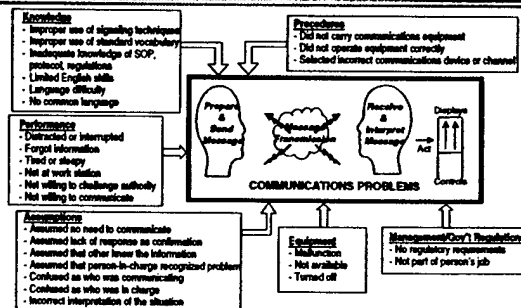 Knowledge
- Improper use of signaling techniques
- Improper use of standard vocabulary
- Inadequate knowledge of SOP,
protocol, regulations
- Limited English skills
- Language difficulty
- No common language
Procedures
- Did not carry communications equipment
- Did not operate equipment correctly
- Selected incorrect communications device or channel
Prepare
&
Send
Message
Message
Transmission
Receive
&
Interpret
Message
Act
Displays
Controls
COMMUNICATIONS PROBLEMS
Performance
- Distracted or interrupted
- Forgot information
- Tired or sleepy
- Not at work station
- Not willing to challenge authority
- Not willing to communicate
Assumptions
- Assumed no need to communicate
- Assumed lack of response as confirmation
- Assumed that other knew the information
- Assumed that person-in-charge recognized problem
- Confused as who was communicating
- Confused as who was in charge
- Incorrect interpretation of the situation
Equipment
- Malfunction
- Not available
- Turned off
Management/Gov't Regulation
- No regulatory requirements
- Not part of person's job